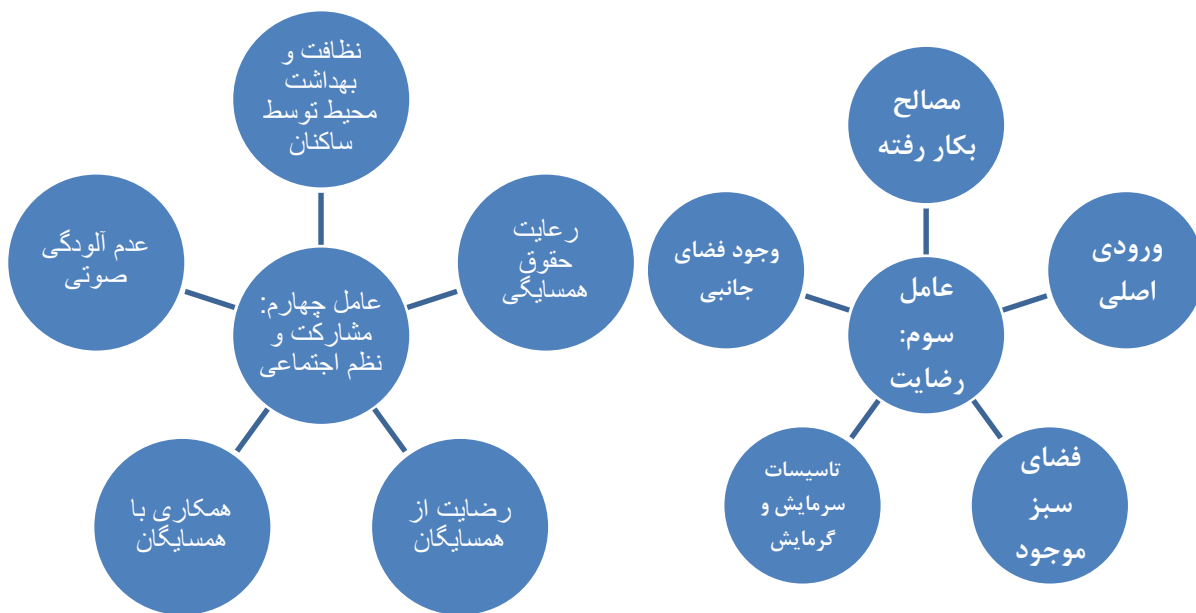 مصالح
بکار رفته
ورودی
اصلی
فضای
سبز
موجود
تاسیسات
سرمایش و
گرمایش
وجود فضای
جانبی
عامل
سوم:
رضایت
نظافت و
بهداشت
محیط توسط
ساکنان
رعایت
حقوق
همسایگی
رضایت از
همسایگان
همکاری با
همسایگان
عدم آلودگی
صوتی
عامل چهارم:
مشارکت و
نظم اجتماعی